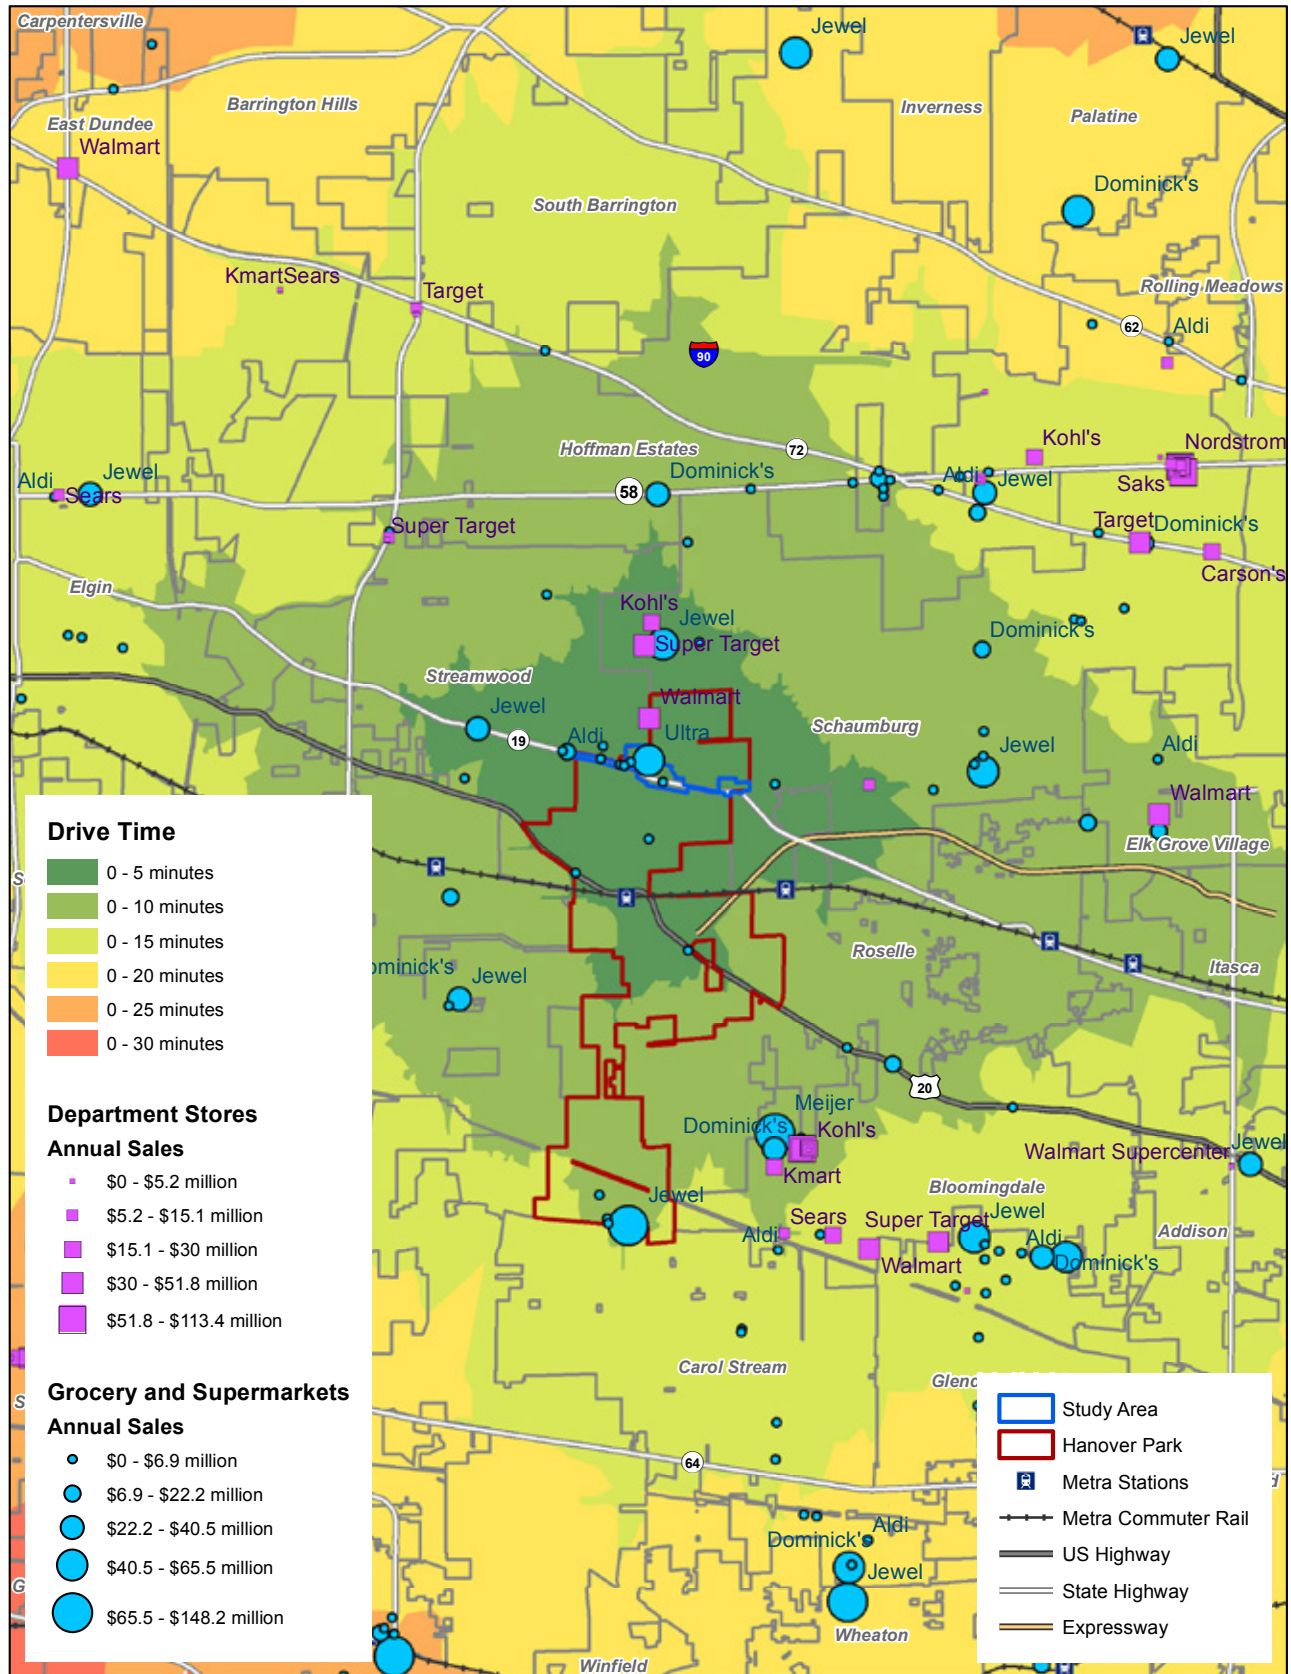 Carpentersville
Jewel
Jewel
Barrington Hills
Inverness
Palatine
East Dundee
Walmart
Dominick's
South Barrington
KmartSears
Target
Rolling Meadows
62
Aldi
90
Hoffman Estates
72
Kohl's
Nordstrom
Aldi
Jewel
Sears
58
Dominick's
Aldi
Jewel
Saks
Super Target
Target
Dominick's
Carson's
Elgin
Kohl's
Jewel
Super Target
Dominick's
Streamwood
Walmart
Jewel
19
Aldi
Ultra
Schaumburg
Jewel
Aldi
Walmart
Elk Grove Village
Roselle
Itasca
Jewel
20
Meijer
Dominick's
Kohl's
Kmart
Walmart Supercenter
Jewel
Bloomingdale
Jewel
Jewel
Aldi
Sears
Super Target
Walmart
Aldi
Dominick's
Addison
Carol Stream
64
Dominick's
Aldi
Jewel
Wheaton
Winfield
Drive Time
0 - 5 minutes
0 - 10 minutes
0 - 15 minutes
0 - 20 minutes
0 - 25 minutes
0 - 30 minutes
Department Stores
Annual Sales
$0 - $5.2 million
$5.2 - $15.1 million
$15.1 - $30 million
$30 - $51.8 million
$51.8 - $113.4 million
Grocery and Supermarkets
Annual Sales
$0 - $6.9 million
$6.9 - $22.2 million
$22.2 - $40.5 million
$40.5 - $65.5 million
$65.5 - $148.2 million
Study Area
Hanover Park
Metra Stations
Metra Commuter Rail
US Highway
State Highway
Expressway